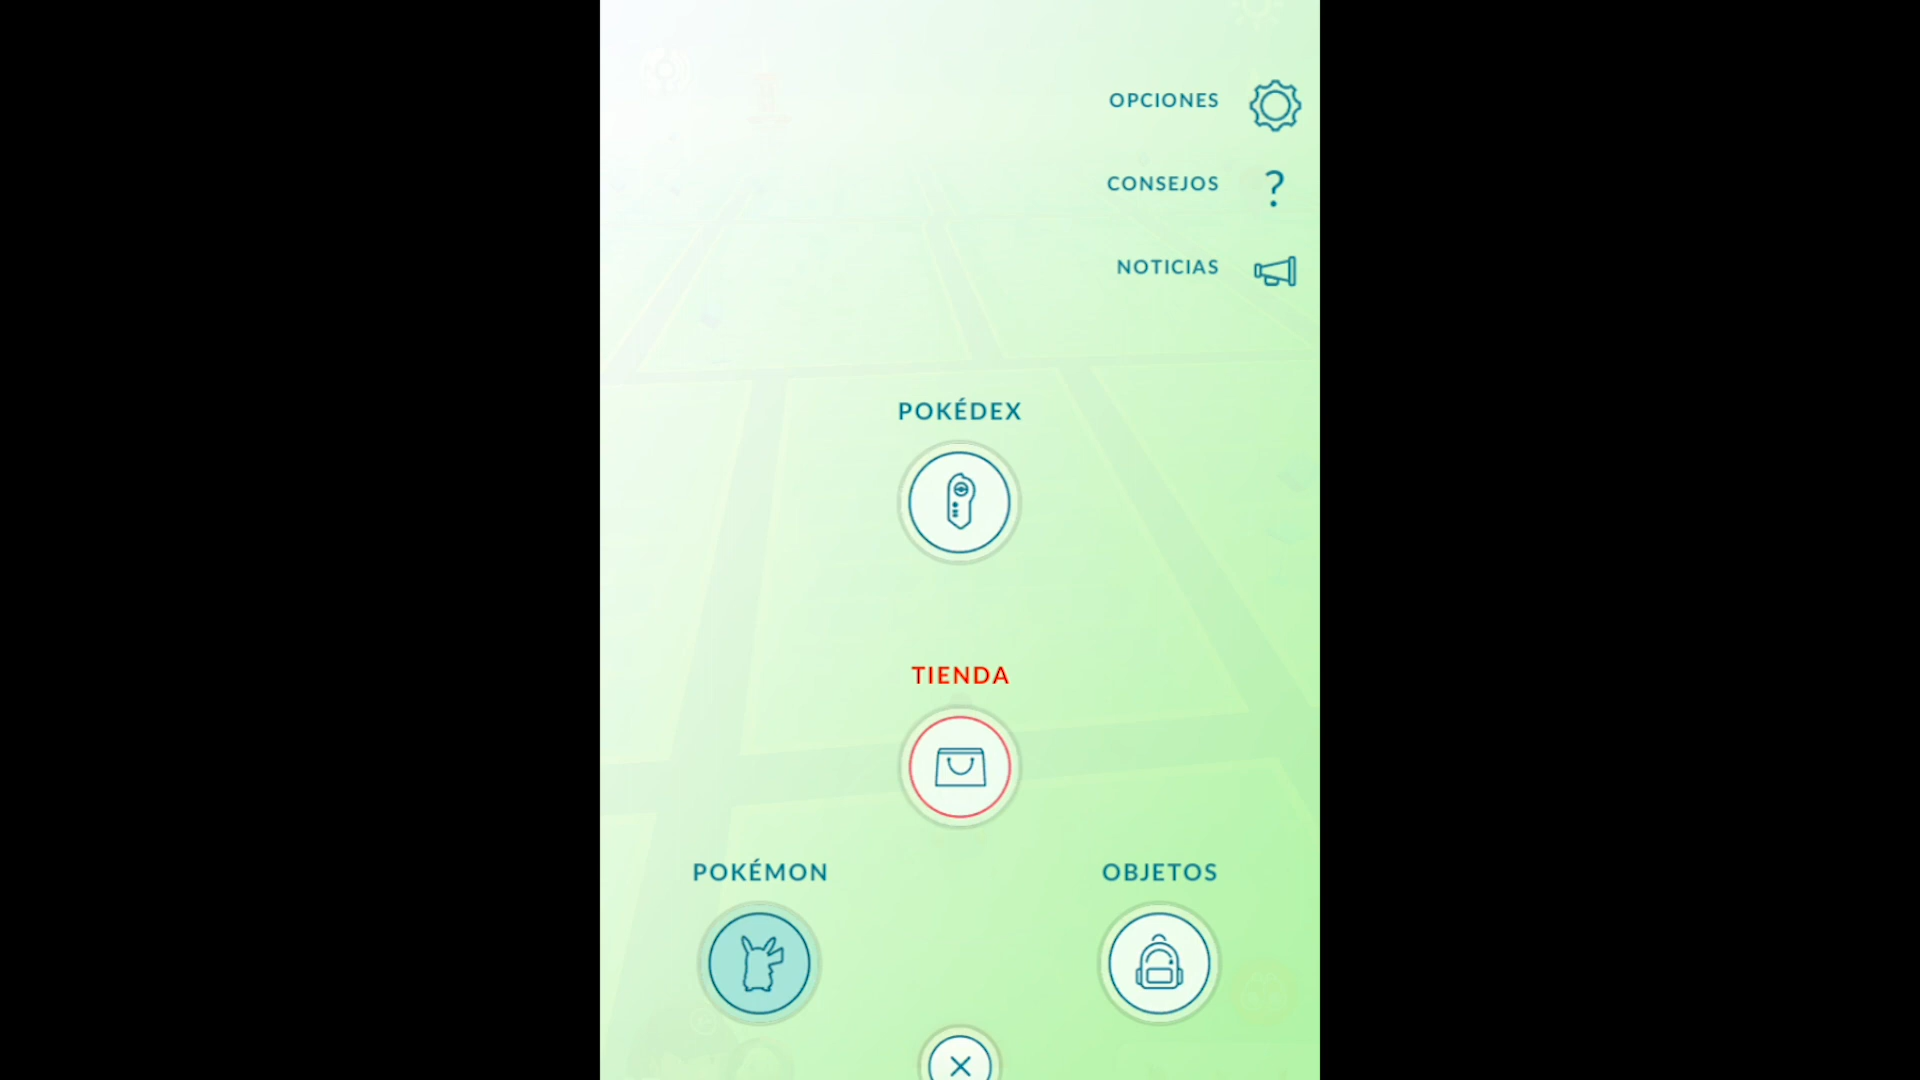 OPCIONES
CONSEJOS
?
NOTICIAS
POKÉDEX
TIENDA
POKÉMON
OBJETOS